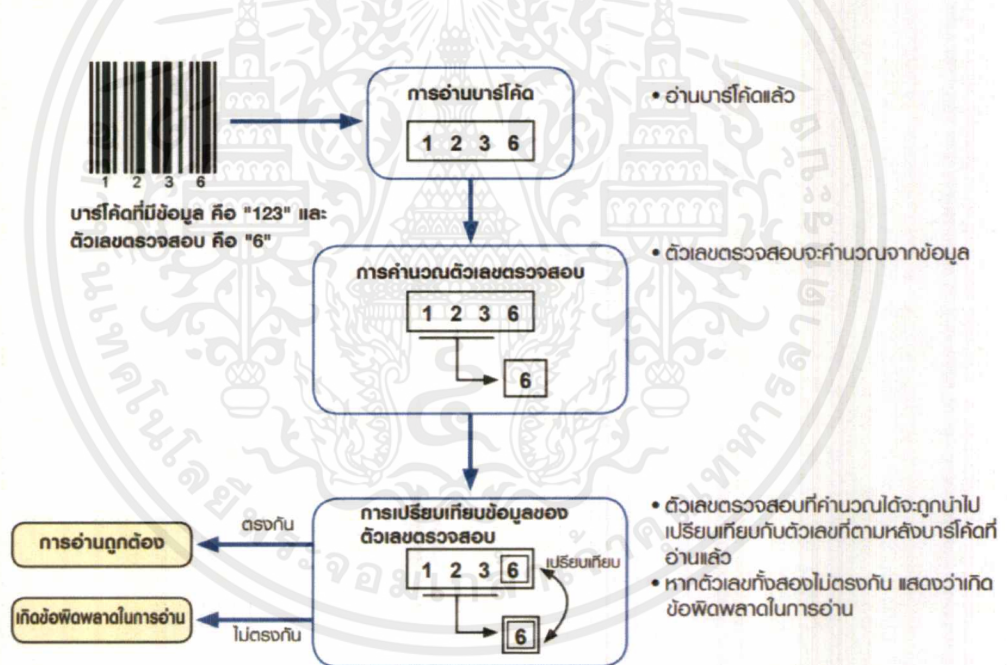 การอ่านบาร์โค้ด
1 2 3 6
• อ่านบาร์โค้ดแล้ว
1 2 3 6
บาร์โค้ดที่มีข้อมูล คือ "123" และ
ตัวเลขตรวจสอบ คือ "6"
การคำนวณตัวเลขตรวจสอบ
1 2 3 6
6
• ตัวเลขตรวจสอบจะคำนวณจากข้อมูล
การเปรียบเทียบข้อมูลของ
ตัวเลขตรวจสอบ
1 2 3 6
เปรียบเทียบ
6
ตรงกัน
การอ่านถูกต้อง
ไม่ตรงกัน
เกิดข้อผิดพลาดในการอ่าน
• ตัวเลขตรวจสอบที่คำนวณได้จะถูกนำไป
เปรียบเทียบกับตัวเลขที่ตามหลังบาร์โค้ดที่
อ่านแล้ว
• หากตัวเลขทั้งสองไม่ตรงกัน แสดงว่าเกิด
ข้อผิดพลาดในการอ่าน